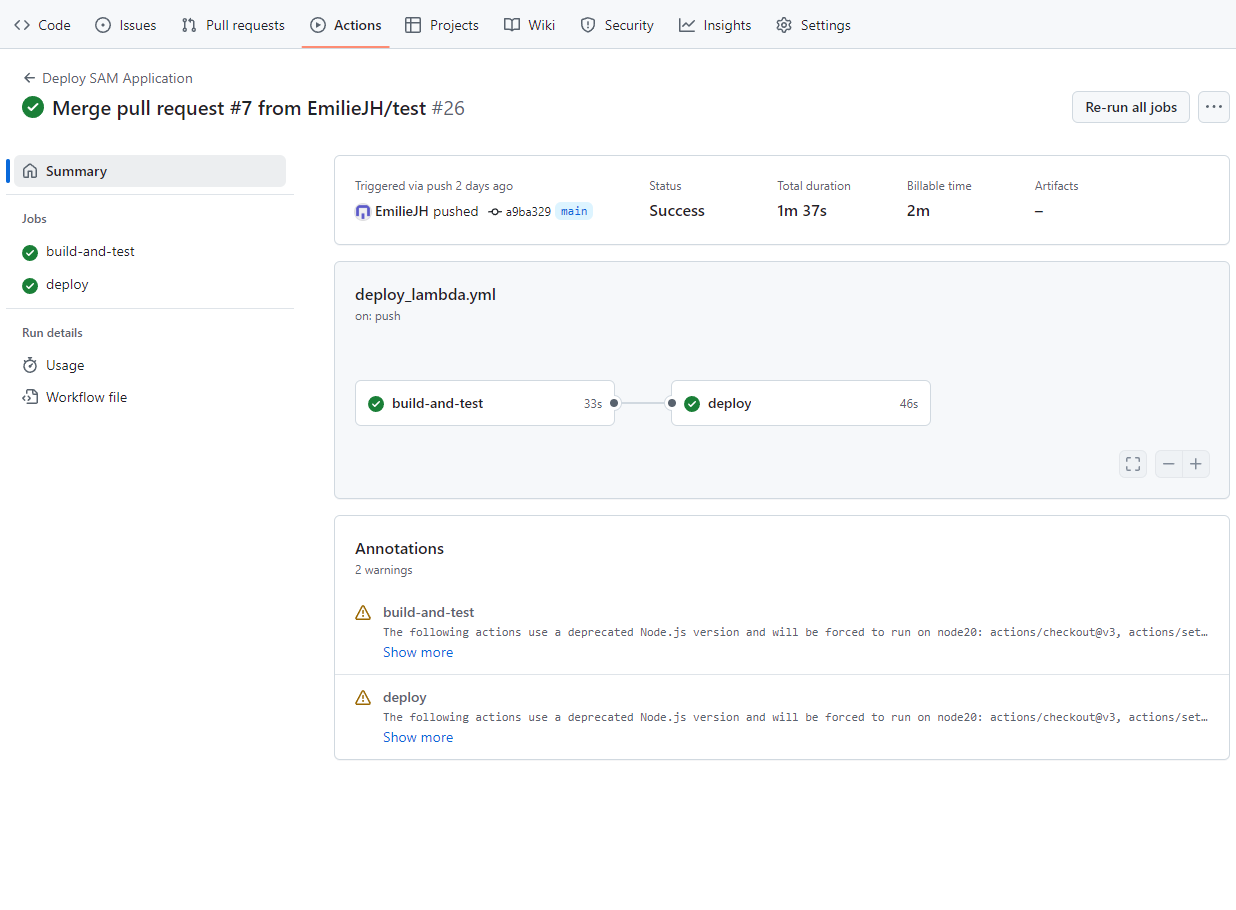 Code Issues Pull requests Actions Projects Wiki Security Insights Settings
Deploy SAM Application
Merge pull request #7 from EmilieJH/test #26
Re-run all jobs
Summary
Jobs
build-and-test
deploy
Run details
Usage
Workflow file
Triggered via push 2 days ago
EmilieJH pushed a9ba329 main
Status
Success
Total duration
1m 37s
Billable time
2m
Artifacts
–
deploy_lambda.yml
on: push
build-and-test 33s
deploy 46s
Annotations
2 warnings
build-and-test
The following actions use a deprecated Node.js version and will be forced to run on node20: actions/checkout@v3, actions/set…
Show more
deploy
The following actions use a deprecated Node.js version and will be forced to run on node20: actions/checkout@v3, actions/set…
Show more